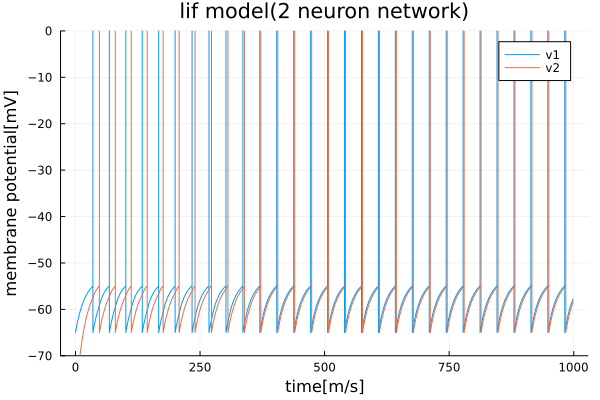 lif model(2 neuron network)
membrane potential[mV]
0
−10
−20
−30
−40
−50
−60
−70
v1
v2
0
250
500
750
1000
time[m/s]